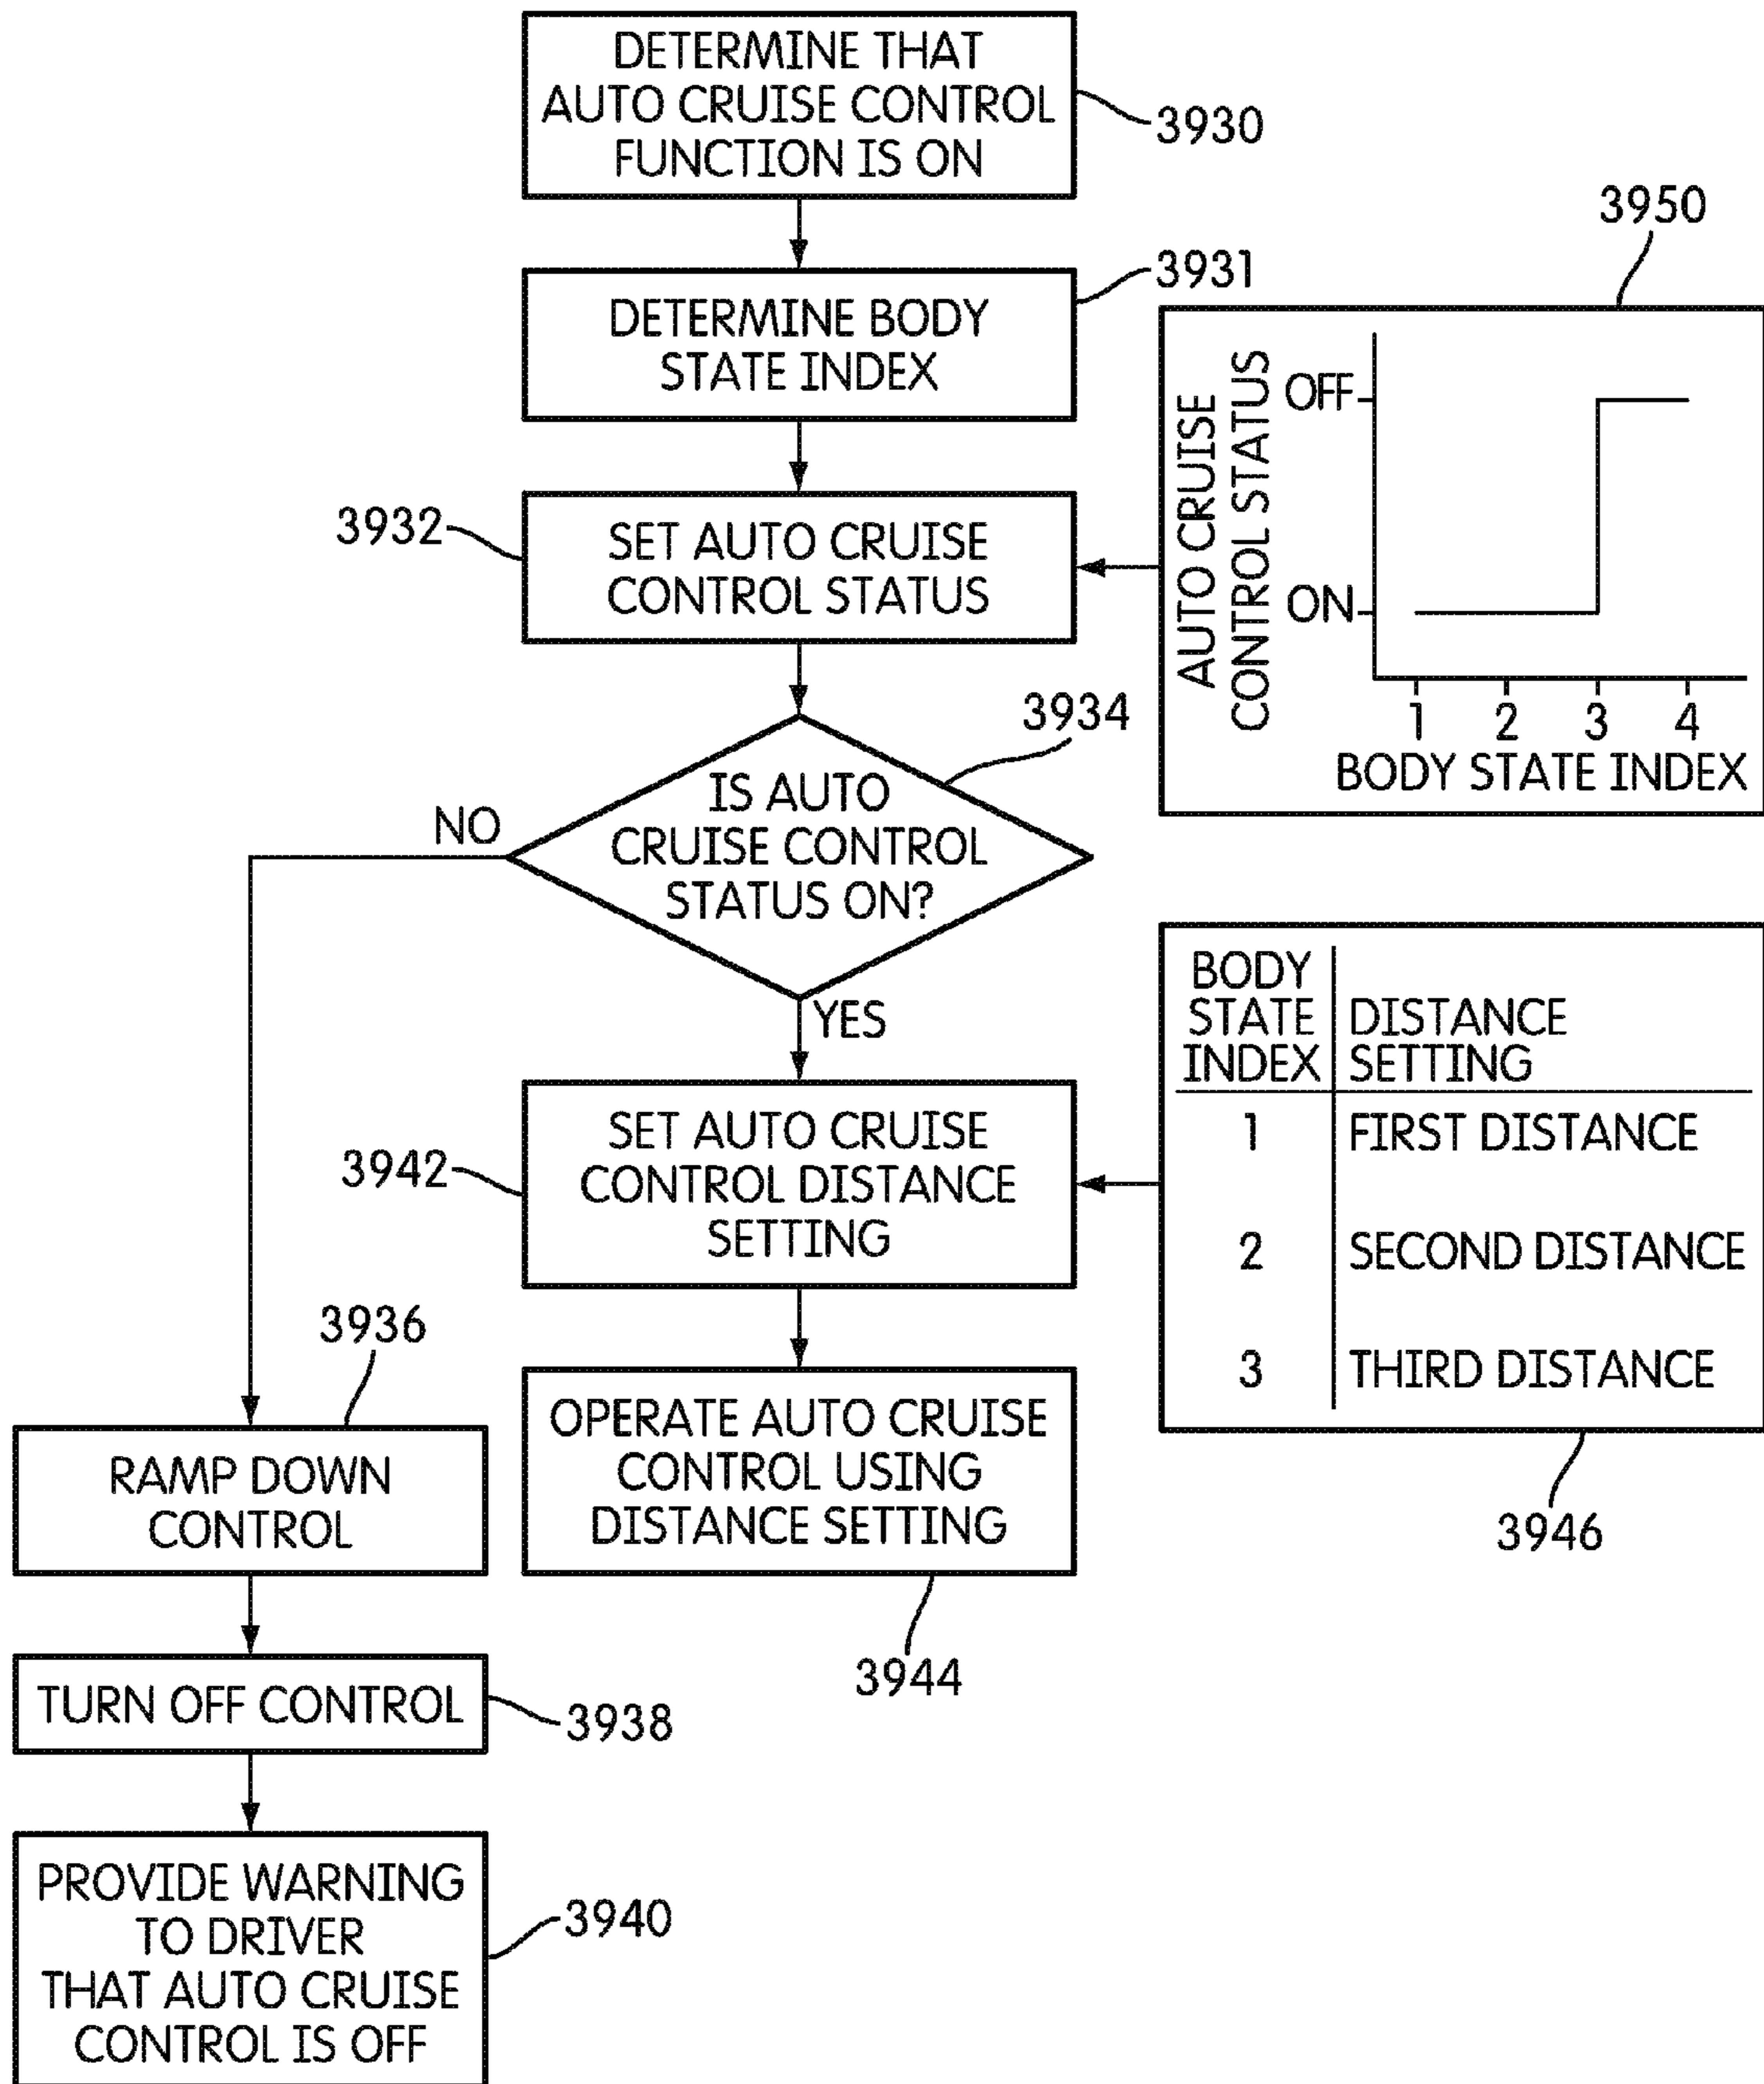 DETERMINE THAT
AUTO CRUISE CONTROL
FUNCTION IS ON
3930
DETERMINE BODY
STATE INDEX
3931
3932
SET AUTO CRUISE
CONTROL STATUS
3950
AUTO CRUISE
CONTROL STATUS
OFF
ON
1 2 3 4
BODY STATE INDEX
3934
IS AUTO
CRUISE CONTROL
STATUS ON?
NO
YES
3942
SET AUTO CRUISE
CONTROL DISTANCE
SETTING
BODY
STATE
INDEX
DISTANCE
SETTING
1 FIRST DISTANCE
2 SECOND DISTANCE
3 THIRD DISTANCE
3946
OPERATE AUTO CRUISE
CONTROL USING
DISTANCE SETTING
3944
3936
RAMP DOWN
CONTROL
TURN OFF CONTROL
3938
PROVIDE WARNING
TO DRIVER
THAT AUTO CRUISE
CONTROL IS OFF
3940